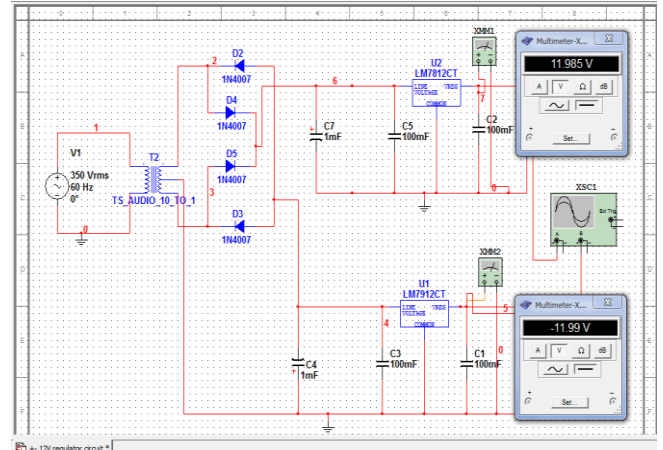 XMM1
Multimeter-X...
11.985 V
A V Ω dB
Set...
D2
1N4007
2
D4
1N4007
D5
1N4007
3
D3
1N4007
6
U2
LM7812CT
LINE VREG
VOLTAGE
COMMON
7
C7
1mF
C5
100mF
C2
100mF
0
1
V1
350 Vrms
60 Hz
0°
0
T2
TS_AUDIO_10_TO_1
XSC1
Ext Trig
A B
XMM2
U1
LM7912CT
LINE VREG
VOLTAGE
COMMON
4
5
C4
1mF
C3
100mF
C1
100mF
0
Multimeter-X...
-11.99 V
A V Ω dB
Set...
+- 12V regulator circuit *